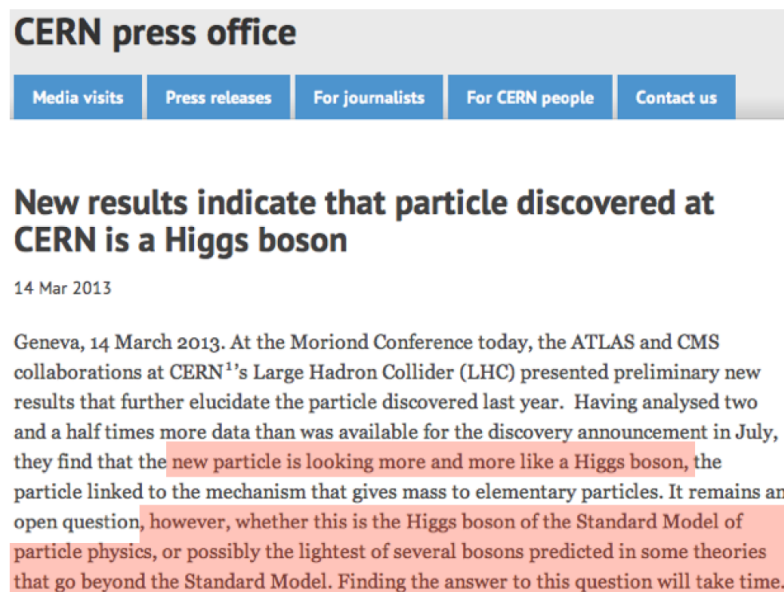 CERN press office
Media visits Press releases For journalists For CERN people Contact us
New results indicate that particle discovered at
CERN is a Higgs boson
14 Mar 2013
Geneva, 14 March 2013. At the Moriond Conference today, the ATLAS and CMS
collaborations at CERN¹’s Large Hadron Collider (LHC) presented preliminary new
results that further elucidate the particle discovered last year. Having analysed two
and a half times more data than was available for the discovery announcement in July,
they find that the new particle is looking more and more like a Higgs boson, the
particle linked to the mechanism that gives mass to elementary particles. It remains an
open question, however, whether this is the Higgs boson of the Standard Model of
particle physics, or possibly the lightest of several bosons predicted in some theories
that go beyond the Standard Model. Finding the answer to this question will take time.